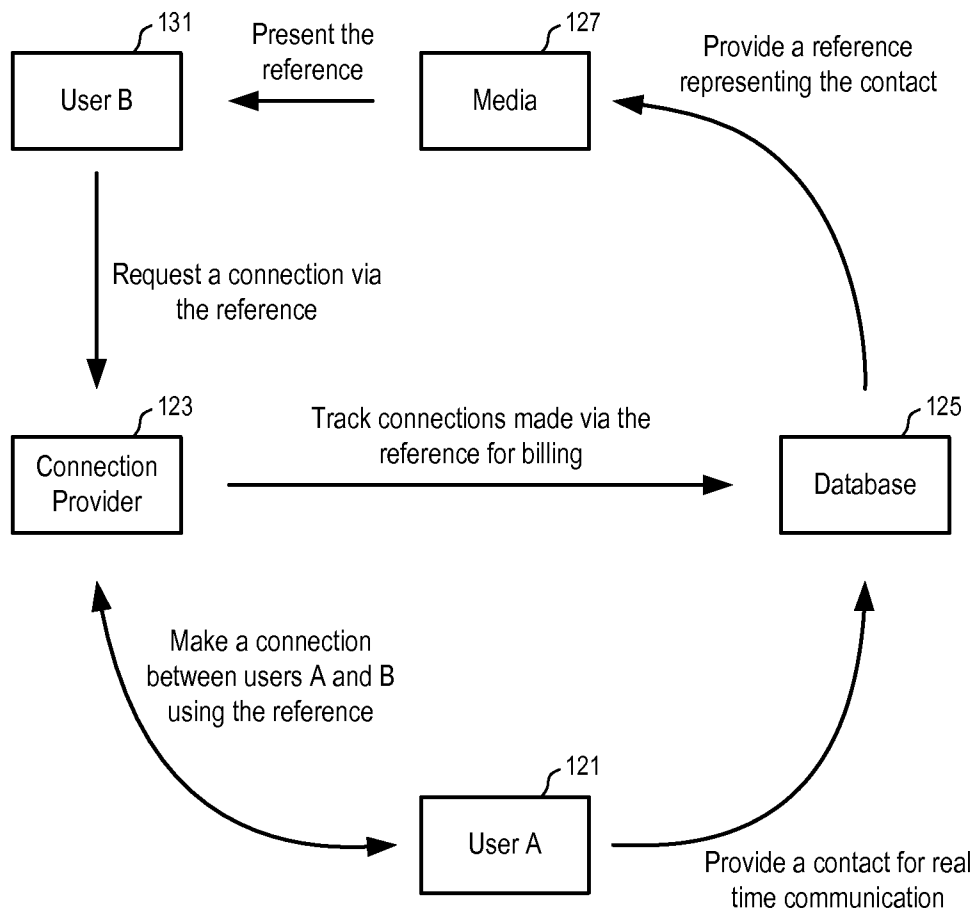 131
User B
Present the
reference
127
Media
Provide a reference
representing the contact
Request a connection via
the reference
123
Connection
Provider
Track connections made via the
reference for billing
125
Database
Make a connection
between users A and B
using the reference
121
User A
Provide a contact for real
time communication